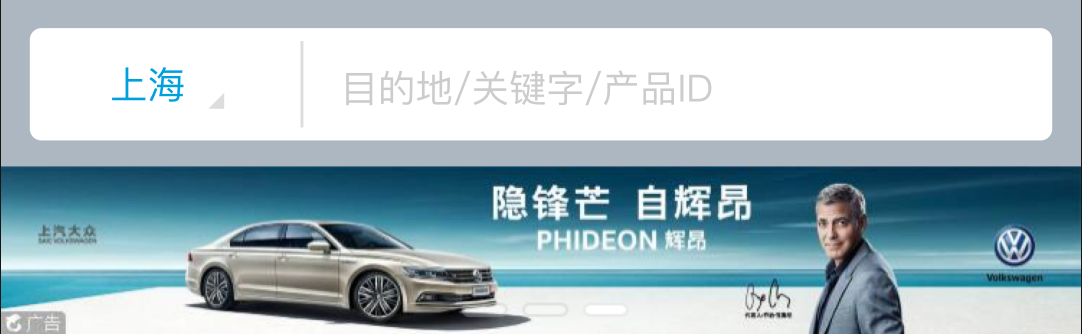 上海
目的地/关键字/产品ID
隐锋芒 自辉昂
PHIDEON 辉昂
上汽大众
SAIC VOLKSWAGEN
Volkswagen
广告